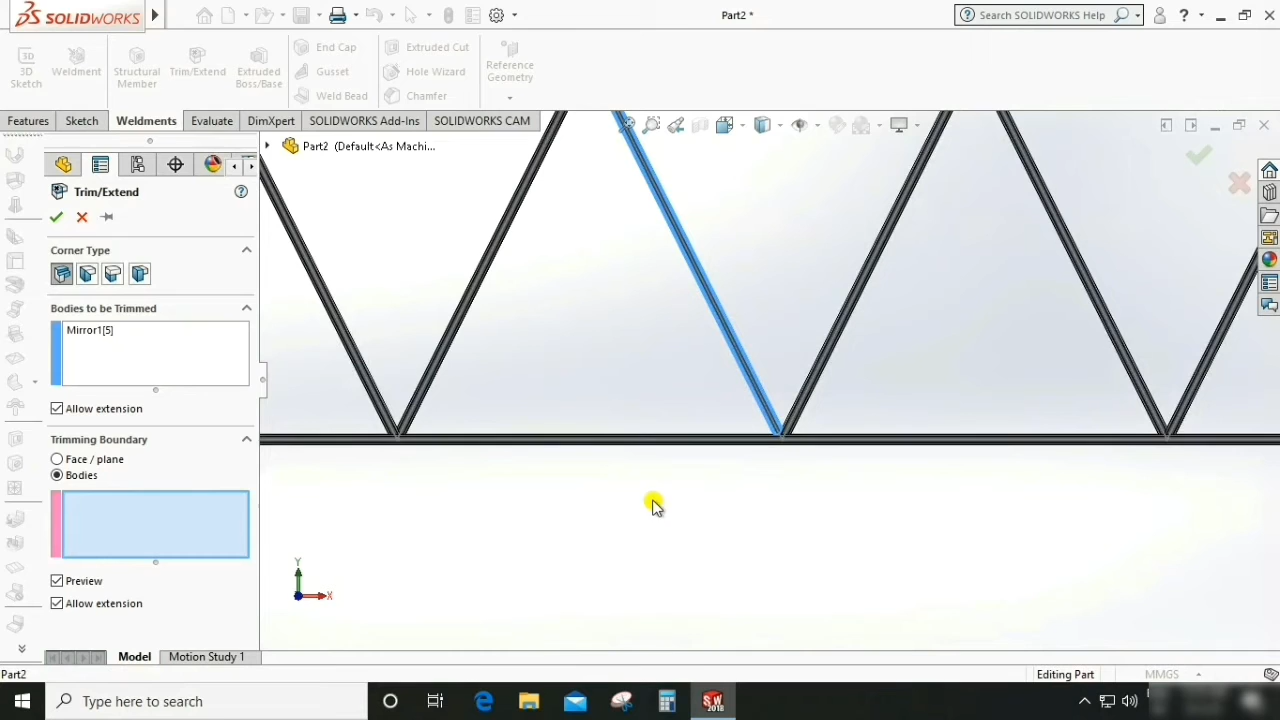 SOLIDWORKS
Part2 *
Search SOLIDWORKS Help
?
3D
Sketch
Weldment
Structural
Member
Trim/Extend
Extruded
Boss/Base
End Cap
Gusset
Weld Bead
Extruded Cut
Hole Wizard
Chamfer
Reference
Geometry
Features
Sketch
Weldments
Evaluate
DimXpert
SOLIDWORKS Add-Ins
SOLIDWORKS CAM
Part2 (Default<As Machi...
Trim/Extend
?
Corner Type
Bodies to be Trimmed
Mirror1[5]
Allow extension
Trimming Boundary
Face / plane
Bodies
Preview
Allow extension
Y
X
Model
Motion Study 1
Part2
Editing Part
MMGS
Type here to search
SW
2018